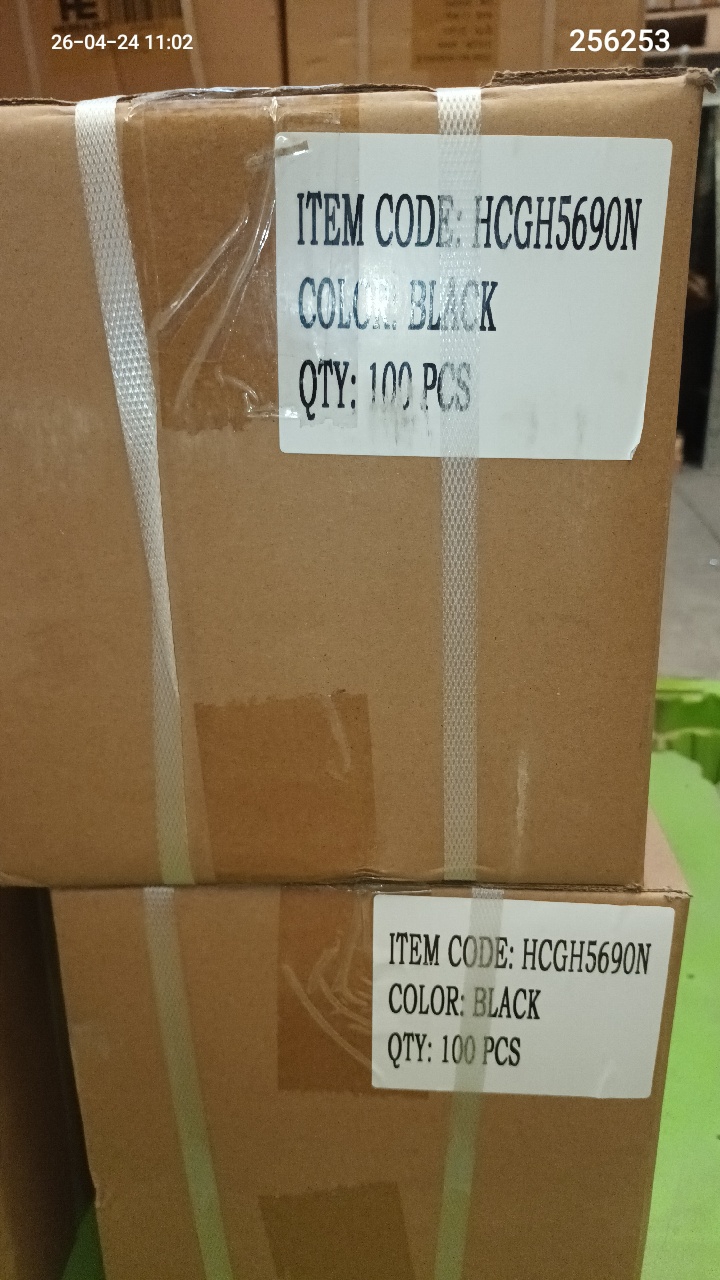 26-04-24 11:02
256253
ITEM CODE: HCGH5690N
COLOR: BLACK
QTY: 100 PCS
ITEM CODE: HCGH5690N
COLOR: BLACK
QTY: 100 PCS